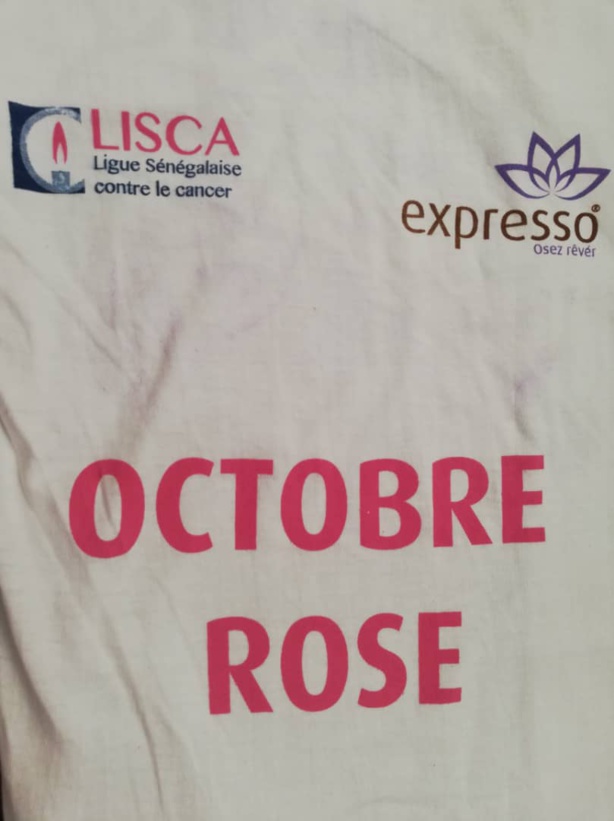 LISCA
Ligue Sénégalaise
contre le cancer
expresso®
Osez rêver
OCTOBRE
ROSE